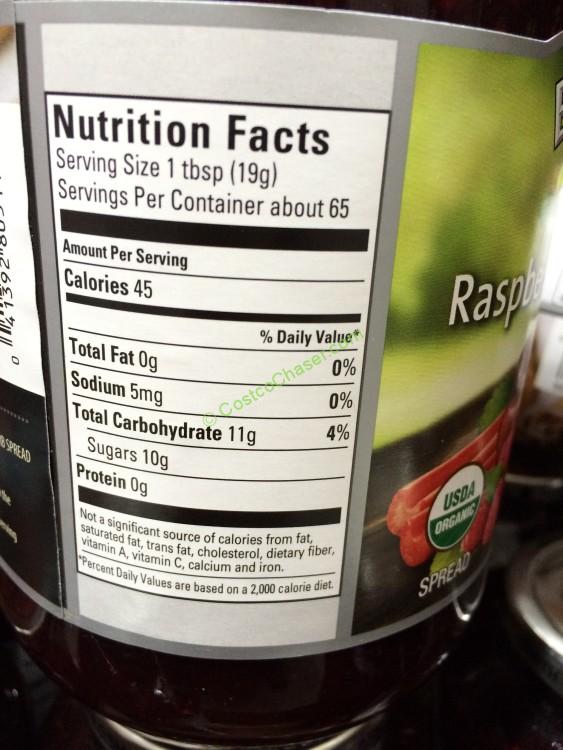 Nutrition Facts
Serving Size 1 tbsp (19g)
Servings Per Container about 65
Amount Per Serving
Calories 45
% Daily Value*
Total Fat 0g 0%
Sodium 5mg 0%
Total Carbohydrate 11g 4%
Sugars 10g
Protein 0g
Not a significant source of calories from fat,
saturated fat, trans fat, cholesterol, dietary fiber,
vitamin A, vitamin C, calcium and iron.
*Percent Daily Values are based on a 2,000 calorie diet.
© CostcoChaser.com
Raspbe
USDA
ORGANIC
SPREAD
SPREAD
the